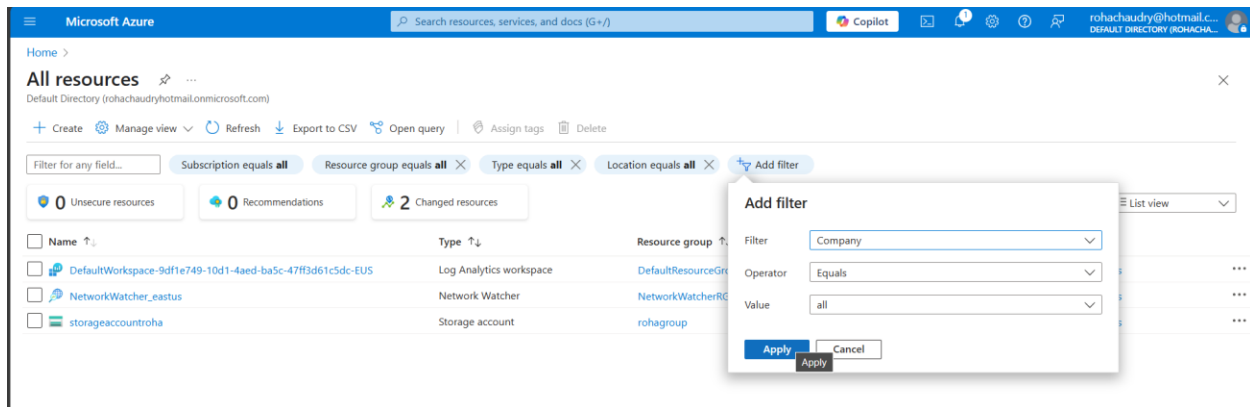 Microsoft Azure
Search resources, services, and docs (G+/)
Copilot
1
rohachaudry@hotmail.c...
DEFAULT DIRECTORY (ROHACHA...
Home >
All resources
...
Default Directory (rohachaudryhotmail.onmicrosoft.com)
Create Manage view Refresh Export to CSV Open query Assign tags Delete
Filter for any field... Subscription equals all Resource group equals all Type equals all Location equals all Add filter
0 Unsecure resources 0 Recommendations 2 Changed resources List view
Name Type Resource group
DefaultWorkspace-9df1e749-10d1-4aed-ba5c-47ff3d61c5dc-EUS Log Analytics workspace DefaultResourceGr
NetworkWatcher_eastus Network Watcher NetworkWatcherRG
storageaccountroha Storage account rohagroup
Add filter
Filter Company
Operator Equals
Value all
Apply Cancel
Apply